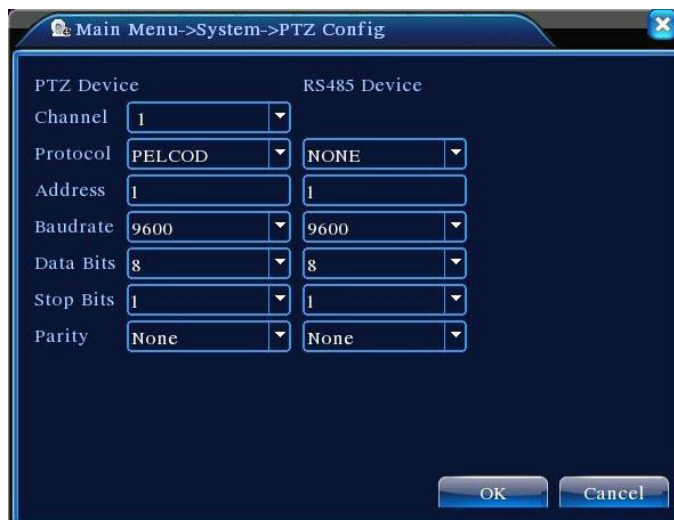 Main Menu->System->PTZ Config
PTZ Device RS485 Device
Channel 1
Protocol PELCOD NONE
Address 1 1
Baudrate 9600 9600
Data Bits 8 8
Stop Bits 1 1
Parity None None
OK Cancel